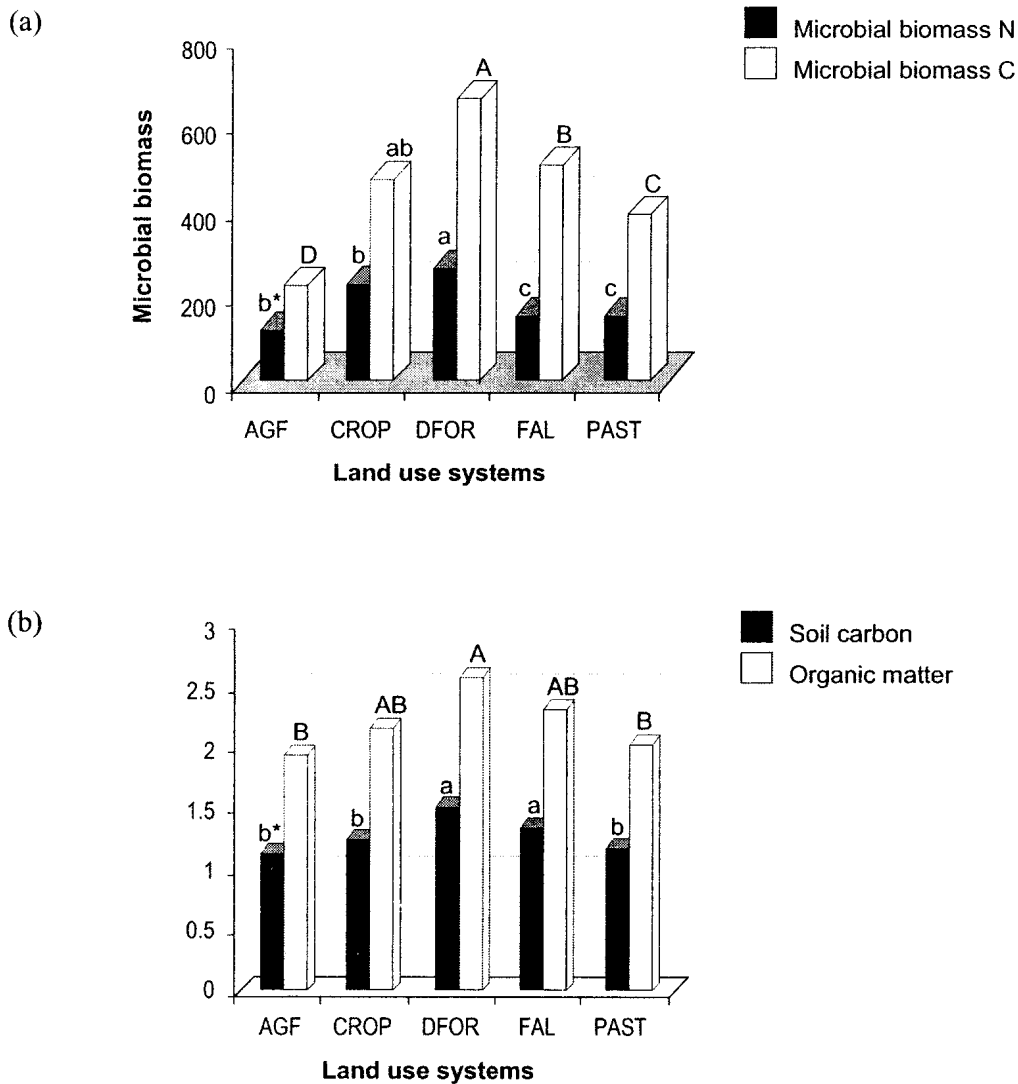 (a)
Microbial biomass N
Microbial biomass C
Microbial biomass
800
600
400
200
0
b* D b ab a A c B c C
AGF CROP DFOR FAL PAST
Land use systems
(b)
Soil carbon
Organic matter
3
2.5
2
1.5
1
0.5
0
b* B b AB a A a AB b B
AGF CROP DFOR FAL PAST
Land use systems